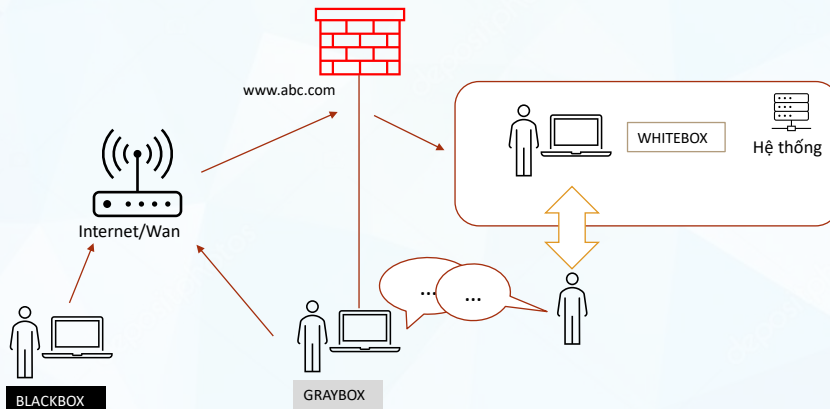 www.abc.com
WHITEBOX
Hệ thống
Internet/Wan
...
...
BLACKBOX
GRAYBOX